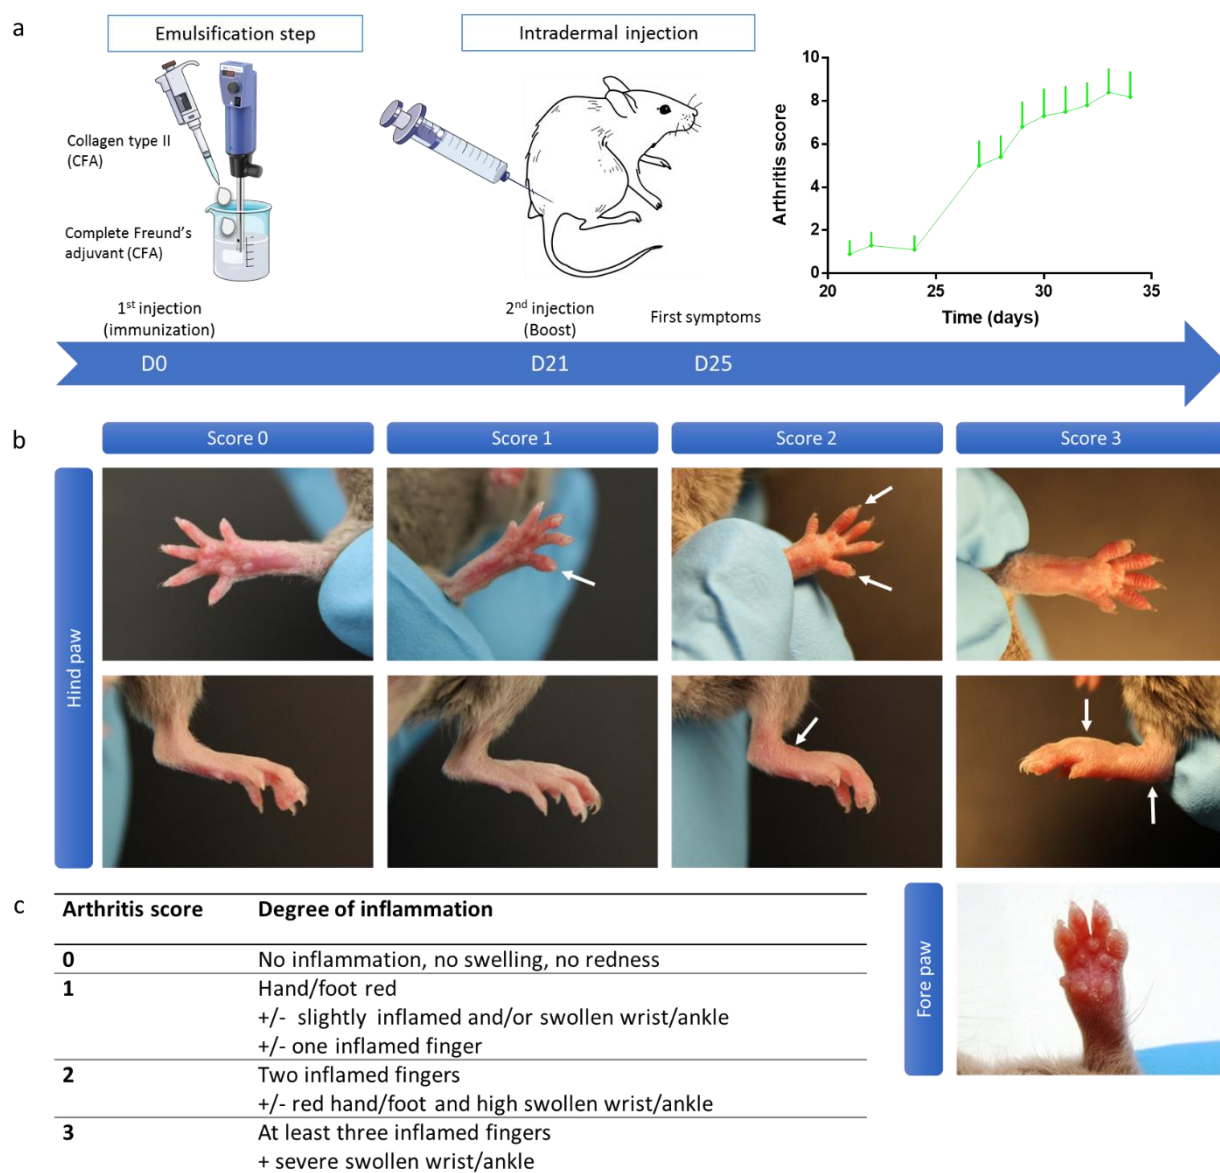 a
Emulsification step
Intradermal injection
Collagen type II
(CFA)
Complete Freund's
adjuvant (CFA)
10
8
6
4
2
0
Arthritis score
20
25
30
35
Time (days)
1st injection
(immunization)
2nd injection
(Boost)
First symptoms
D0
D21
D25
b
Score 0
Score 1
Score 2
Score 3
Hind paw
c
Arthritis score Degree of inflammation
0 No inflammation, no swelling, no redness
1 Hand/foot red
+/- slightly inflamed and/or swollen wrist/ankle
+/- one inflamed finger
2 Two inflamed fingers
+/- red hand/foot and high swollen wrist/ankle
3 At least three inflamed fingers
+ severe swollen wrist/ankle
Fore paw